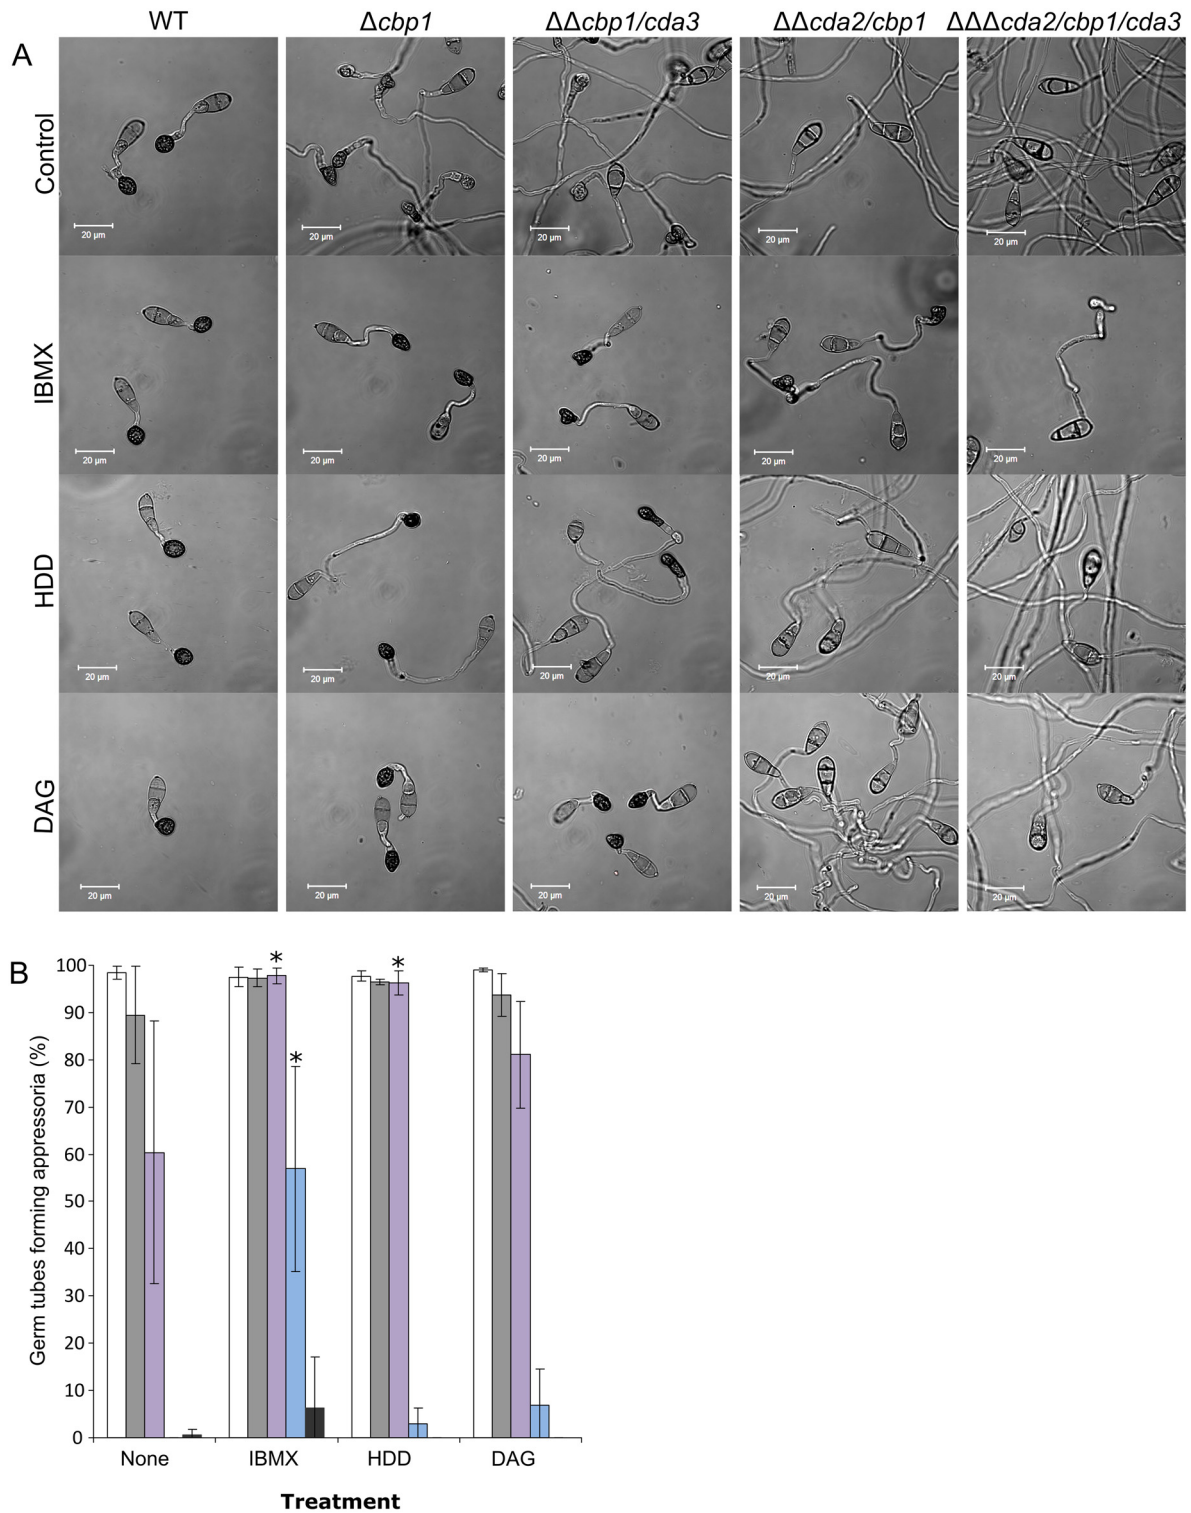 WT Δcbp1 ΔΔcbp1/cda3 ΔΔcda2/cbp1 ΔΔΔcda2/cbp1/cda3
A
Control
20 µm 20 µm 20 µm 20 µm 20 µm
IBMX
20 µm 20 µm 20 µm 20 µm 20 µm
HDD
20 µm 20 µm 20 µm 20 µm 20 µm
DAG
20 µm 20 µm 20 µm 20 µm 20 µm
B
Germ tubes forming appressoria (%)
100
90
80
70
60
50
40
30
20
10
0
* * *
None IBMX HDD DAG
Treatment